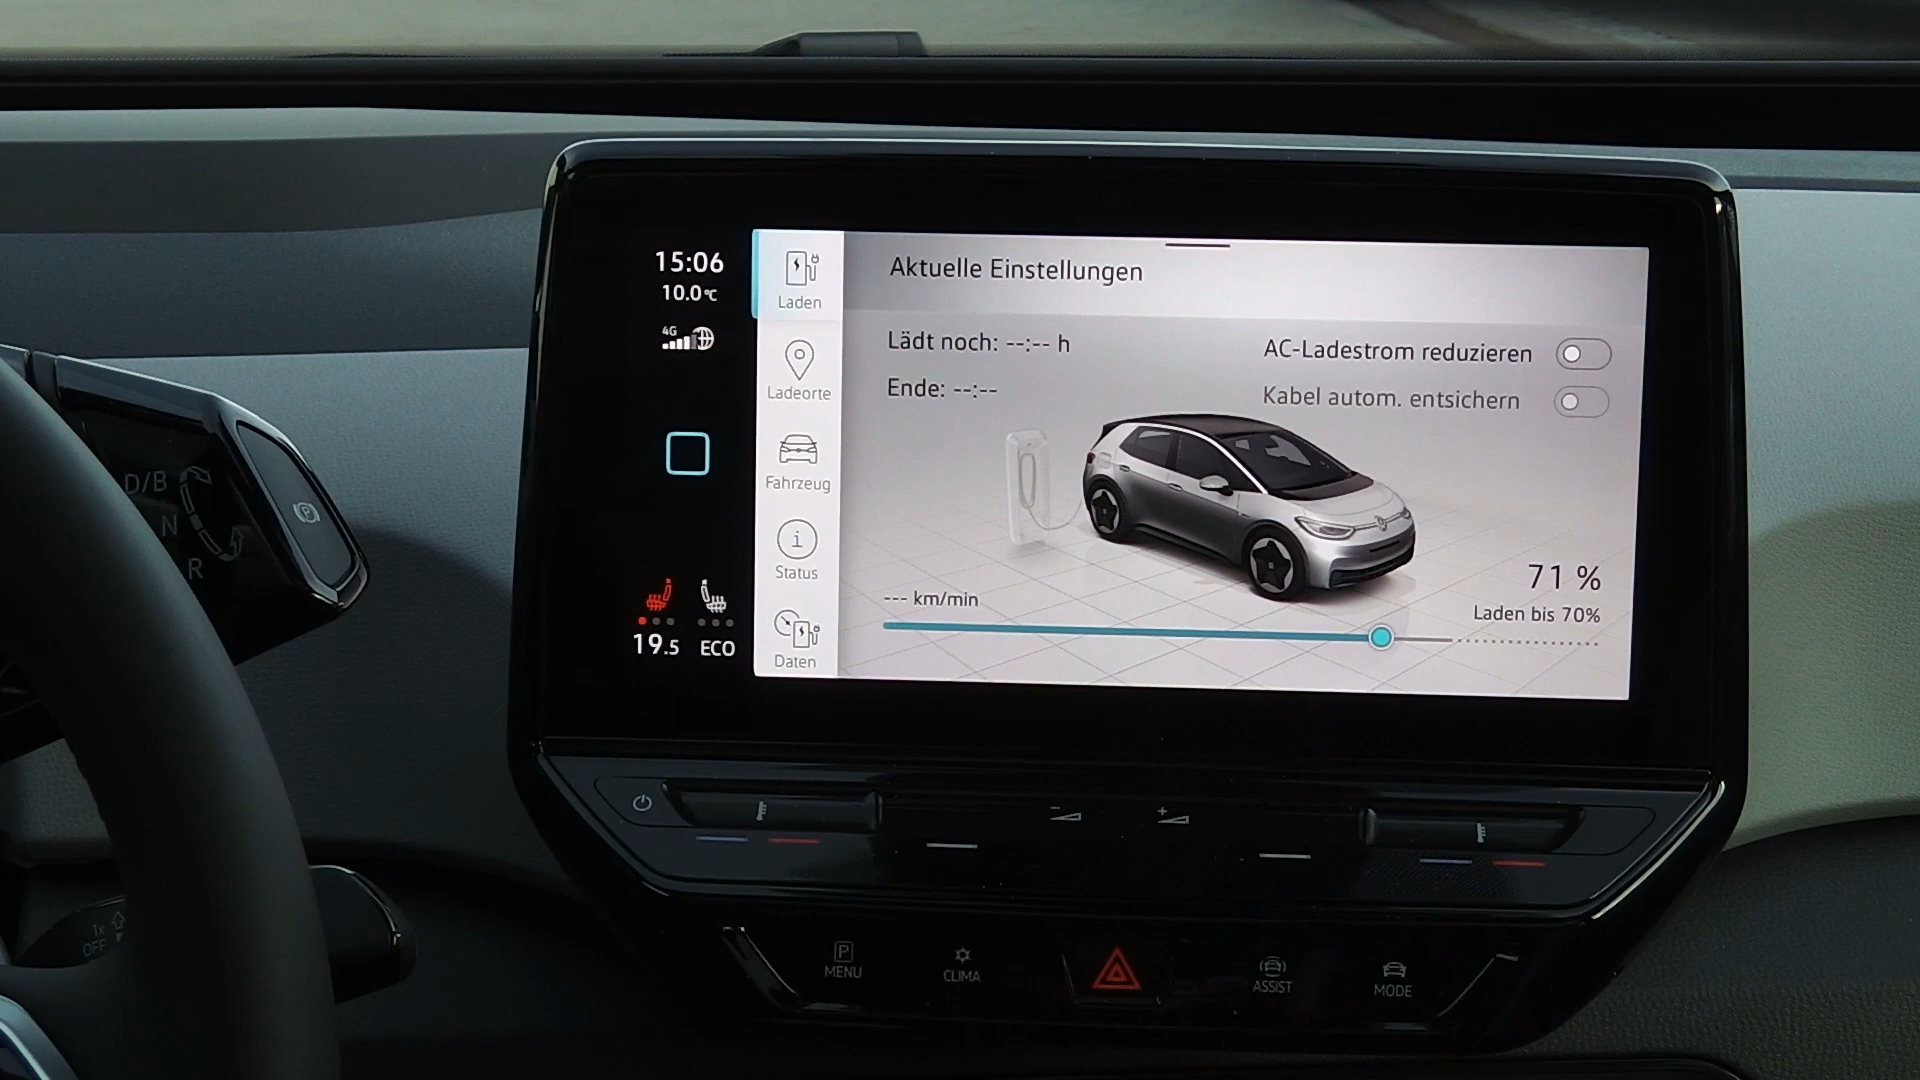 15:06
10.0°C
4G
Laden
Ladeorte
Fahrzeug
Status
Daten
Aktuelle Einstellungen
Lädt noch: --:-- h
Ende: --:--
AC-Ladestrom reduzieren
Kabel autom. entsichern
71 %
Laden bis 70%
--- km/min
19.5
ECO
D/B
N
R
P
1x
OFF
P
MENU
CLIMA
ASSIST
MODE